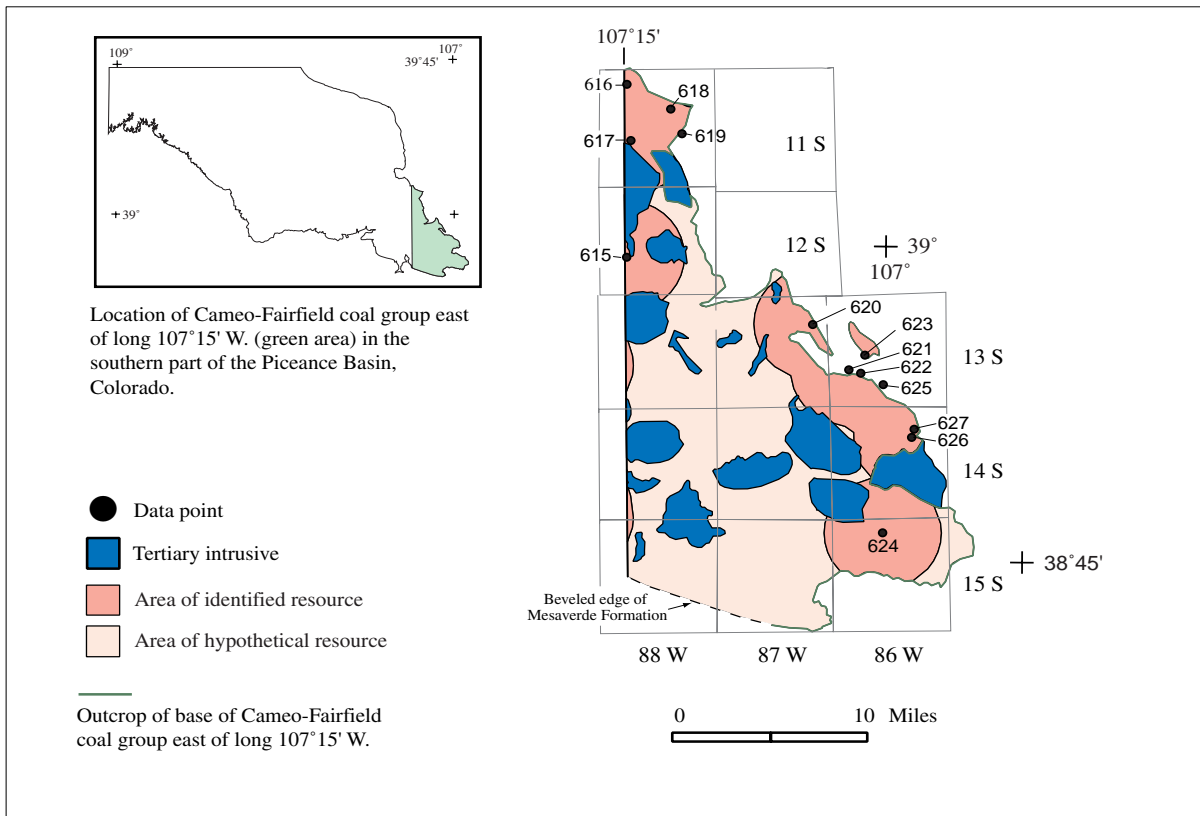 109°
107°
39°45'
39°
Location of Cameo-Fairfield coal group east
of long 107°15' W. (green area) in the
southern part of the Piceance Basin,
Colorado.
Data point
Tertiary intrusive
Area of identified resource
Area of hypothetical resource
Outcrop of base of Cameo-Fairfield
coal group east of long 107°15' W.
107°15'
616
618
617
619
11 S
12 S
39°
107°
615
620
623
621
622
625
13 S
627
626
14 S
624
38°45'
15 S
Beveled edge of
Mesaverde Formation
88 W 87 W 86 W
0 10 Miles